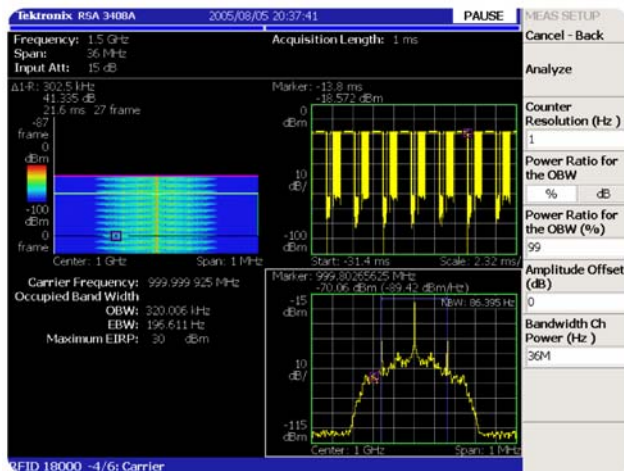 Tektronix RSA 3408A 2005/08/05 20:37:41 PAUSE
Frequency: 1.5 GHz
Span: 36 MHz
Input Att: 15 dB
Acquisition Length: 1 ms
Δ1-R: 302.5 kHz
41.335 dB
21.6 ms 27 frame
-87
frame
0
dBm
-100
dBm
0
frame
Center: 1 GHz Span: 1 MHz
Marker: -13.8 ms
-18.572 dBm
0
dBm
10
dB/
-100
dBm
Start: -31.4 ms Scale: 2.32 ms/
Carrier Frequency: 999.999 925 MHz
Occupied Band Width
OBW: 320.006 kHz
EBW: 196.611 Hz
Maximum EIRP: 30 dBm
Marker: 999.80265625 MHz
-70.06 dBm (-89.42 dBm/Hz)
-15
dBm
NBW: 86.395 Hz
10
dB/
-115
dBm
Center: 1 GHz Span: 1 MHz
RFID 18000 -4/6: Carrier
MEAS SETUP
Cancel - Back
Analyze
Counter
Resolution (Hz )
1
Power Ratio for
the OBW
% dB
Power Ratio for
the OBW (%)
99
Amplitude Offset
(dB)
0
Bandwidth Ch
Power (Hz )
36M